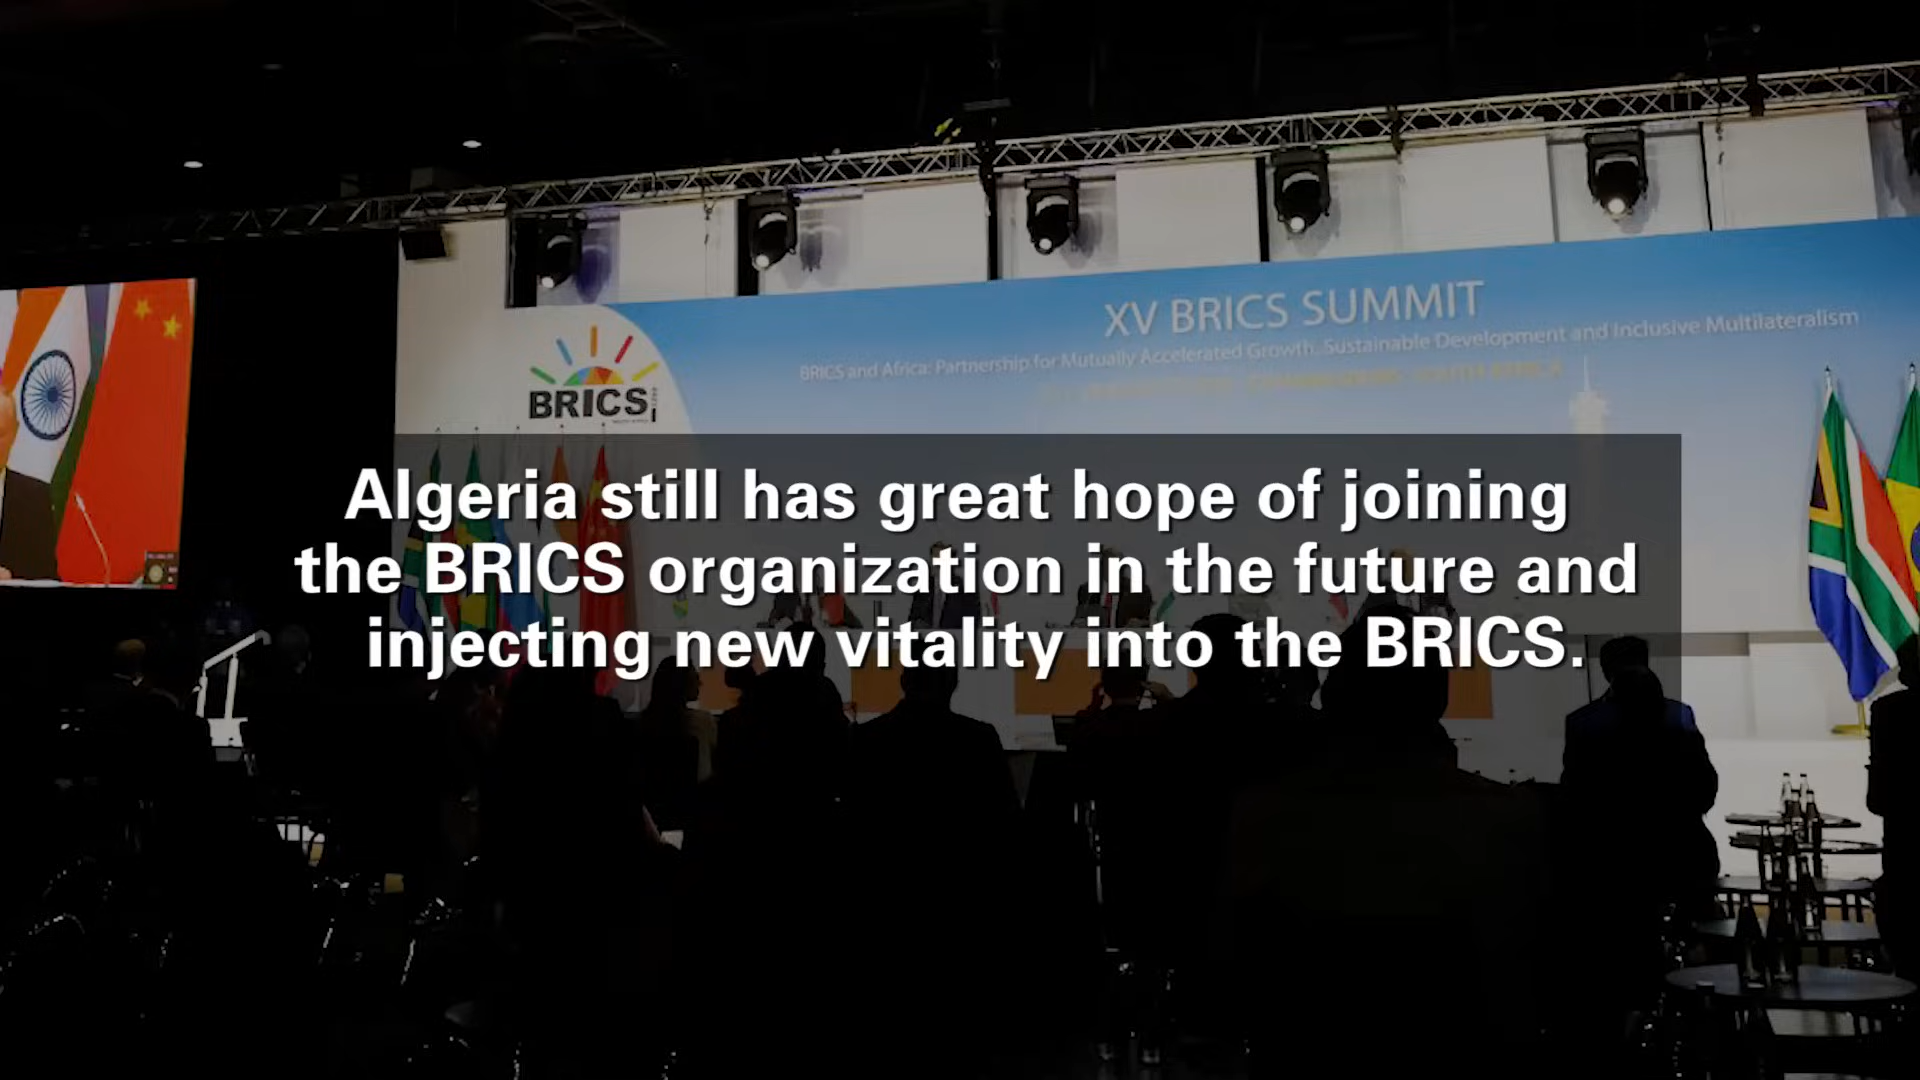 XV BRICS SUMMIT
BRICS and Africa: Partnership for Mutually Accelerated Growth, Sustainable Development and Inclusive Multilateralism
BRICS
Algeria still has great hope of joining
the BRICS organization in the future and
injecting new vitality into the BRICS.